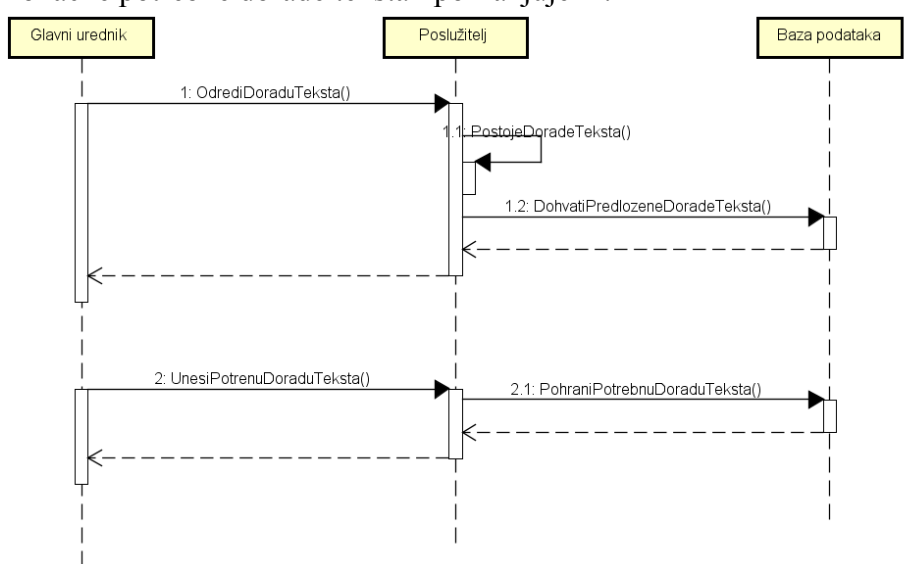 Glavni urednik
Poslužitelj
Baza podataka
1: OdrediDoraduTeksta()
1.1: PostojeDoradeTeksta()
1.2: DohvatiPredlozeneDoradeTeksta()
2: UnesiPotrenuDoraduTeksta()
2.1: PohraniPotrebnuDoraduTeksta()